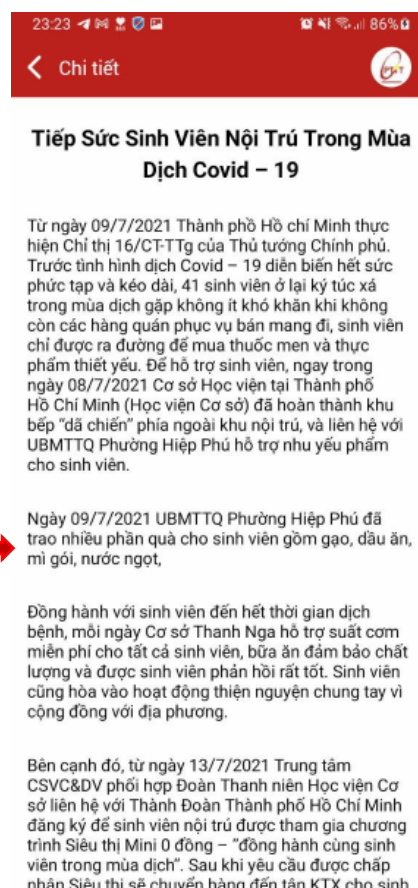 23:23
86%
Chi tiết
PT T
Tiếp Sức Sinh Viên Nội Trú Trong Mùa
Dịch Covid – 19
Từ ngày 09/7/2021 Thành phố Hồ chí Minh thực
hiện Chỉ thị 16/CT-TTg của Thủ tướng Chính phủ.
Trước tình hình dịch Covid – 19 diễn biến hết sức
phức tạp và kéo dài, 41 sinh viên ở lại ký túc xá
trong mùa dịch gặp không ít khó khăn khi không
còn các hàng quán phục vụ bán mang đi, sinh viên
chỉ được ra đường để mua thuốc men và thực
phẩm thiết yếu. Để hỗ trợ sinh viên, ngay trong
ngày 08/7/2021 Cơ sở Học viện tại Thành phố
Hồ Chí Minh (Học viện Cơ sở) đã hoàn thành khu
bếp “dã chiến” phía ngoài khu nội trú, và liên hệ với
UBMTTQ Phường Hiệp Phú hỗ trợ nhu yếu phẩm
cho sinh viên.
Ngày 09/7/2021 UBMTTQ Phường Hiệp Phú đã
trao nhiều phần quà cho sinh viên gồm gạo, dầu ăn,
mì gói, nước ngọt,
Đồng hành với sinh viên đến hết thời gian dịch
bệnh, mỗi ngày Cơ sở Thanh Nga hỗ trợ suất cơm
miễn phí cho tất cả sinh viên, bữa ăn đảm bảo chất
lượng và được sinh viên phản hồi rất tốt. Sinh viên
cũng hòa vào hoạt động thiện nguyện chung tay vì
cộng đồng với địa phương.
Bên cạnh đó, từ ngày 13/7/2021 Trung tâm
CSVC&DV phối hợp Đoàn Thanh niên Học viện Cơ
sở liên hệ với Thành Đoàn Thành phố Hồ Chí Minh
đăng ký để sinh viên nội trú được tham gia chương
trình Siêu thị Mini 0 đồng – “đồng hành cùng sinh
viên trong mùa dịch”. Sau khi yêu cầu được chấp
nhận Siêu thị sẽ chuyển hàng đến tận KTX cho sinh